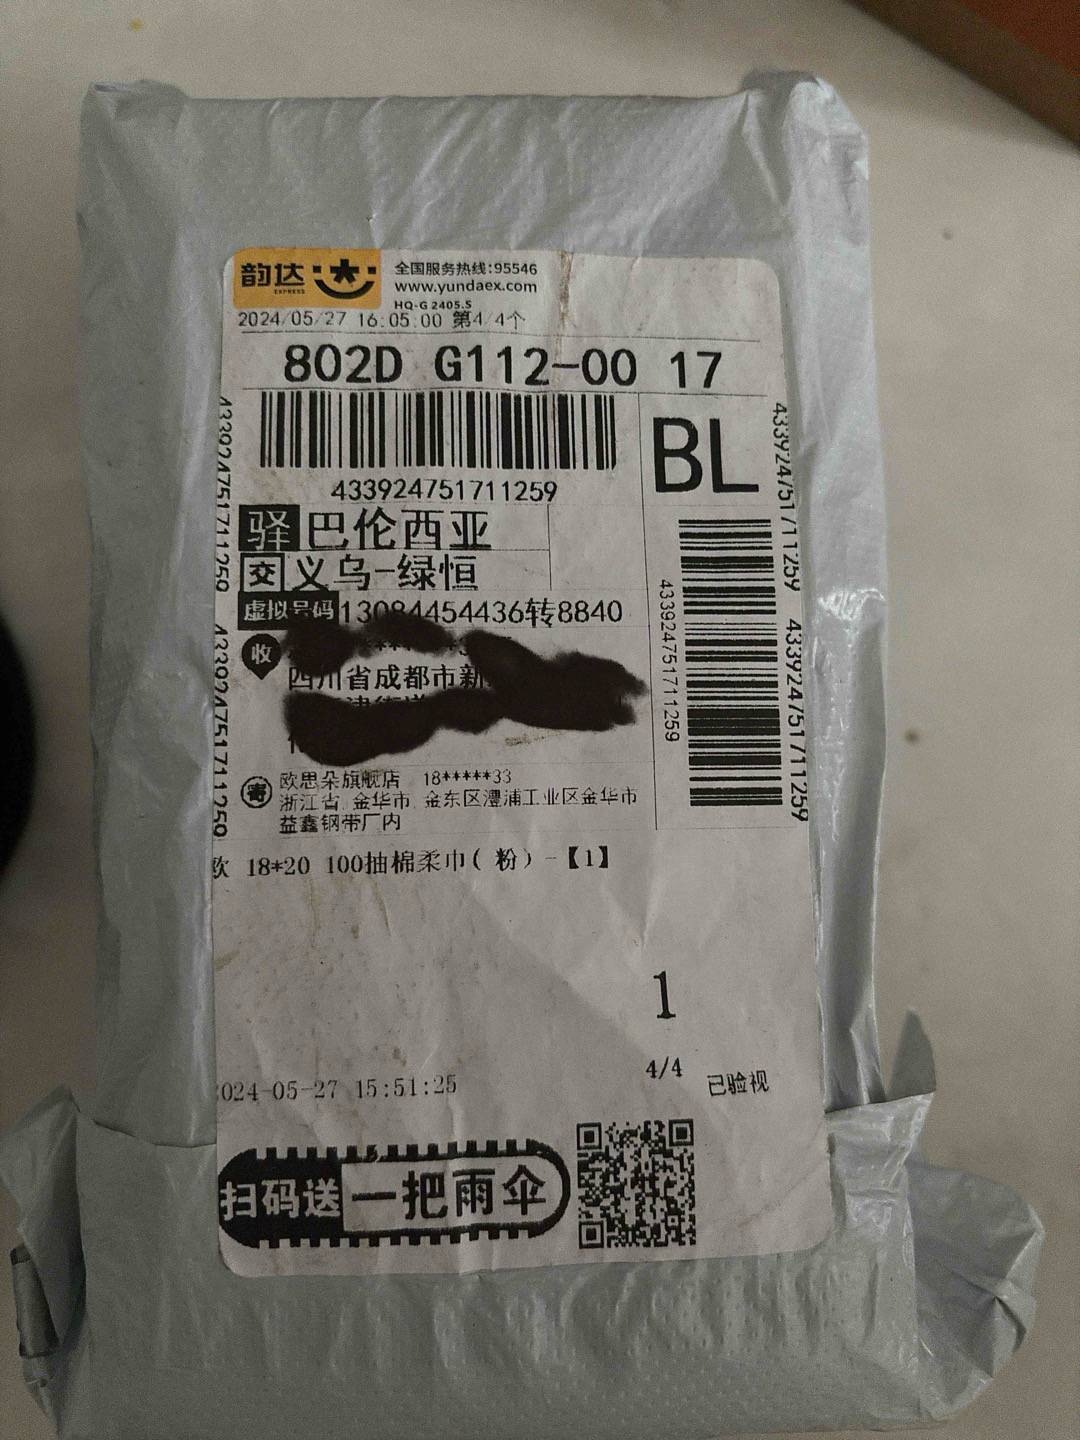 韵达
EXPRESS
全国服务热线:95546
www.yundaex.com
HQ-G 2405.S
2024/05/27 16:05:00 第4/4个
802D G112-00 17
433924751711259
BL
433924751711259
433924751711259
433924751711259
433924751711259
433924751711259
驿 巴伦西亚
交 义乌-绿恒
虚拟号码 13084454436转8840
收
四川省成都市新
寄 欧思朵旗舰店 18*****33
浙江省 金华市 金东区澧浦工业区金华市
益鑫钢带厂内
欧 18*20 100抽棉柔巾(粉)-【1】
1
4/4
已验视
024-05-27 15:51:25
扫码送一把雨伞